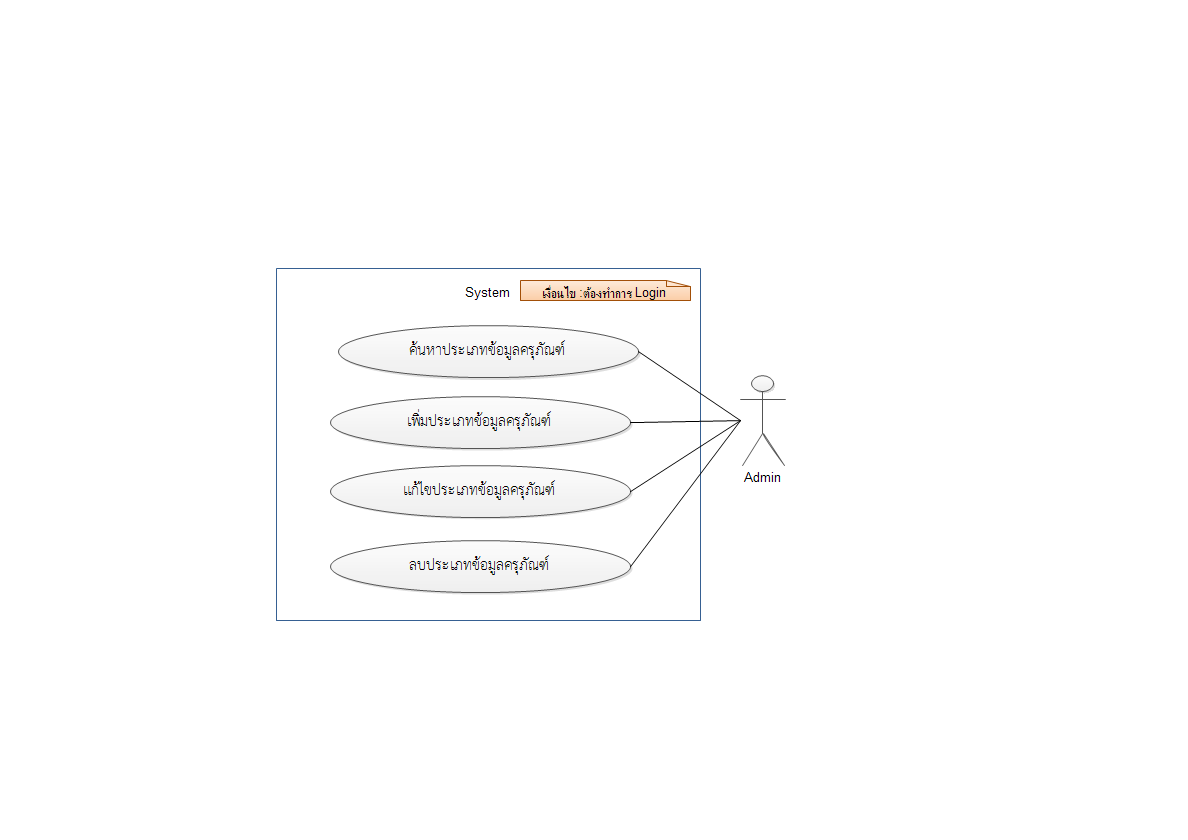 System
เงื่อนไข :ต้องทำการ Login
ค้นหาประเภทข้อมูลครุภัณฑ์
เพิ่มประเภทข้อมูลครุภัณฑ์
แก้ไขประเภทข้อมูลครุภัณฑ์
ลบประเภทข้อมูลครุภัณฑ์
Admin